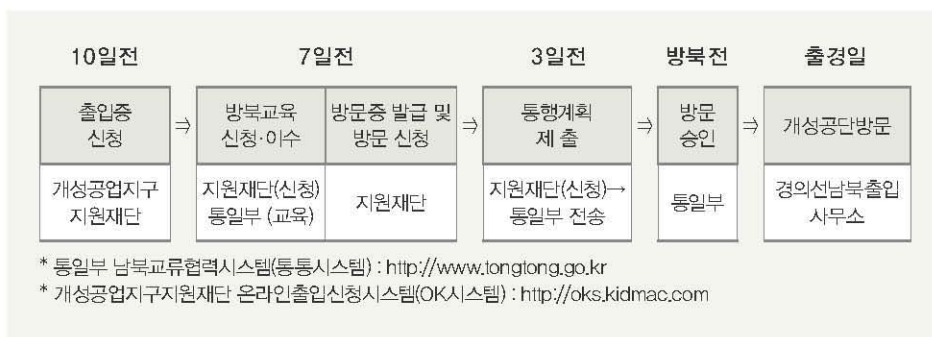 10일전
7일전
3일전
방북전
출경일
출입증
신청
⇒
방북교육
신청·이수
방문증 발급 및
방문 신청
⇒
통행계획
제 출
⇒
방문
승인
⇒
개성공단방문
개성공업지구
지원재단
지원재단(신청)
통일부 (교육)
지원재단
지원재단(신청)→
통일부 전송
통일부
경의선남북출입
사무소
* 통일부 남북교류협력시스템(통통시스템) : http://www.tongtong.go.kr
* 개성공업지구지원재단 온라인출입신청시스템(OK시스템) : http://oks.kidmac.com